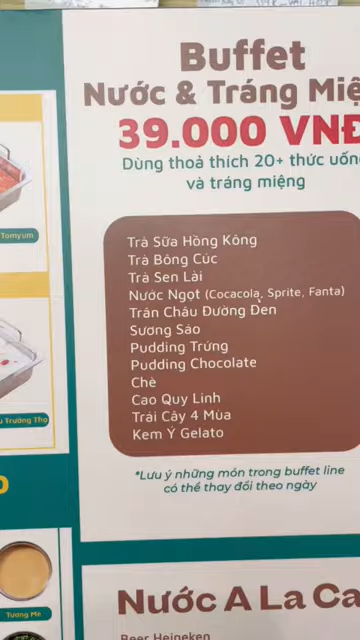 Buffet
Nước & Tráng Miệ
39.000 VNĐ
Dùng thoả thích 20+ thức uốn
và tráng miệng
Tomyum
Trà Sữa Hồng Kông
Trà Bông Cúc
Trà Sen Lài
Nước Ngọt (Cocacola, Sprite, Fanta)
Trân Châu Đường Đen
Sương Sáo
Pudding Trứng
Pudding Chocolate
Chè
Cao Quy Linh
Trái Cây 4 Mùa
Kem Ý Gelato
Trường Thọ
*Lưu ý những món trong buffet line
có thể thay đổi theo ngày
Tương Mè
Nước A La Ca
Beer Heineken